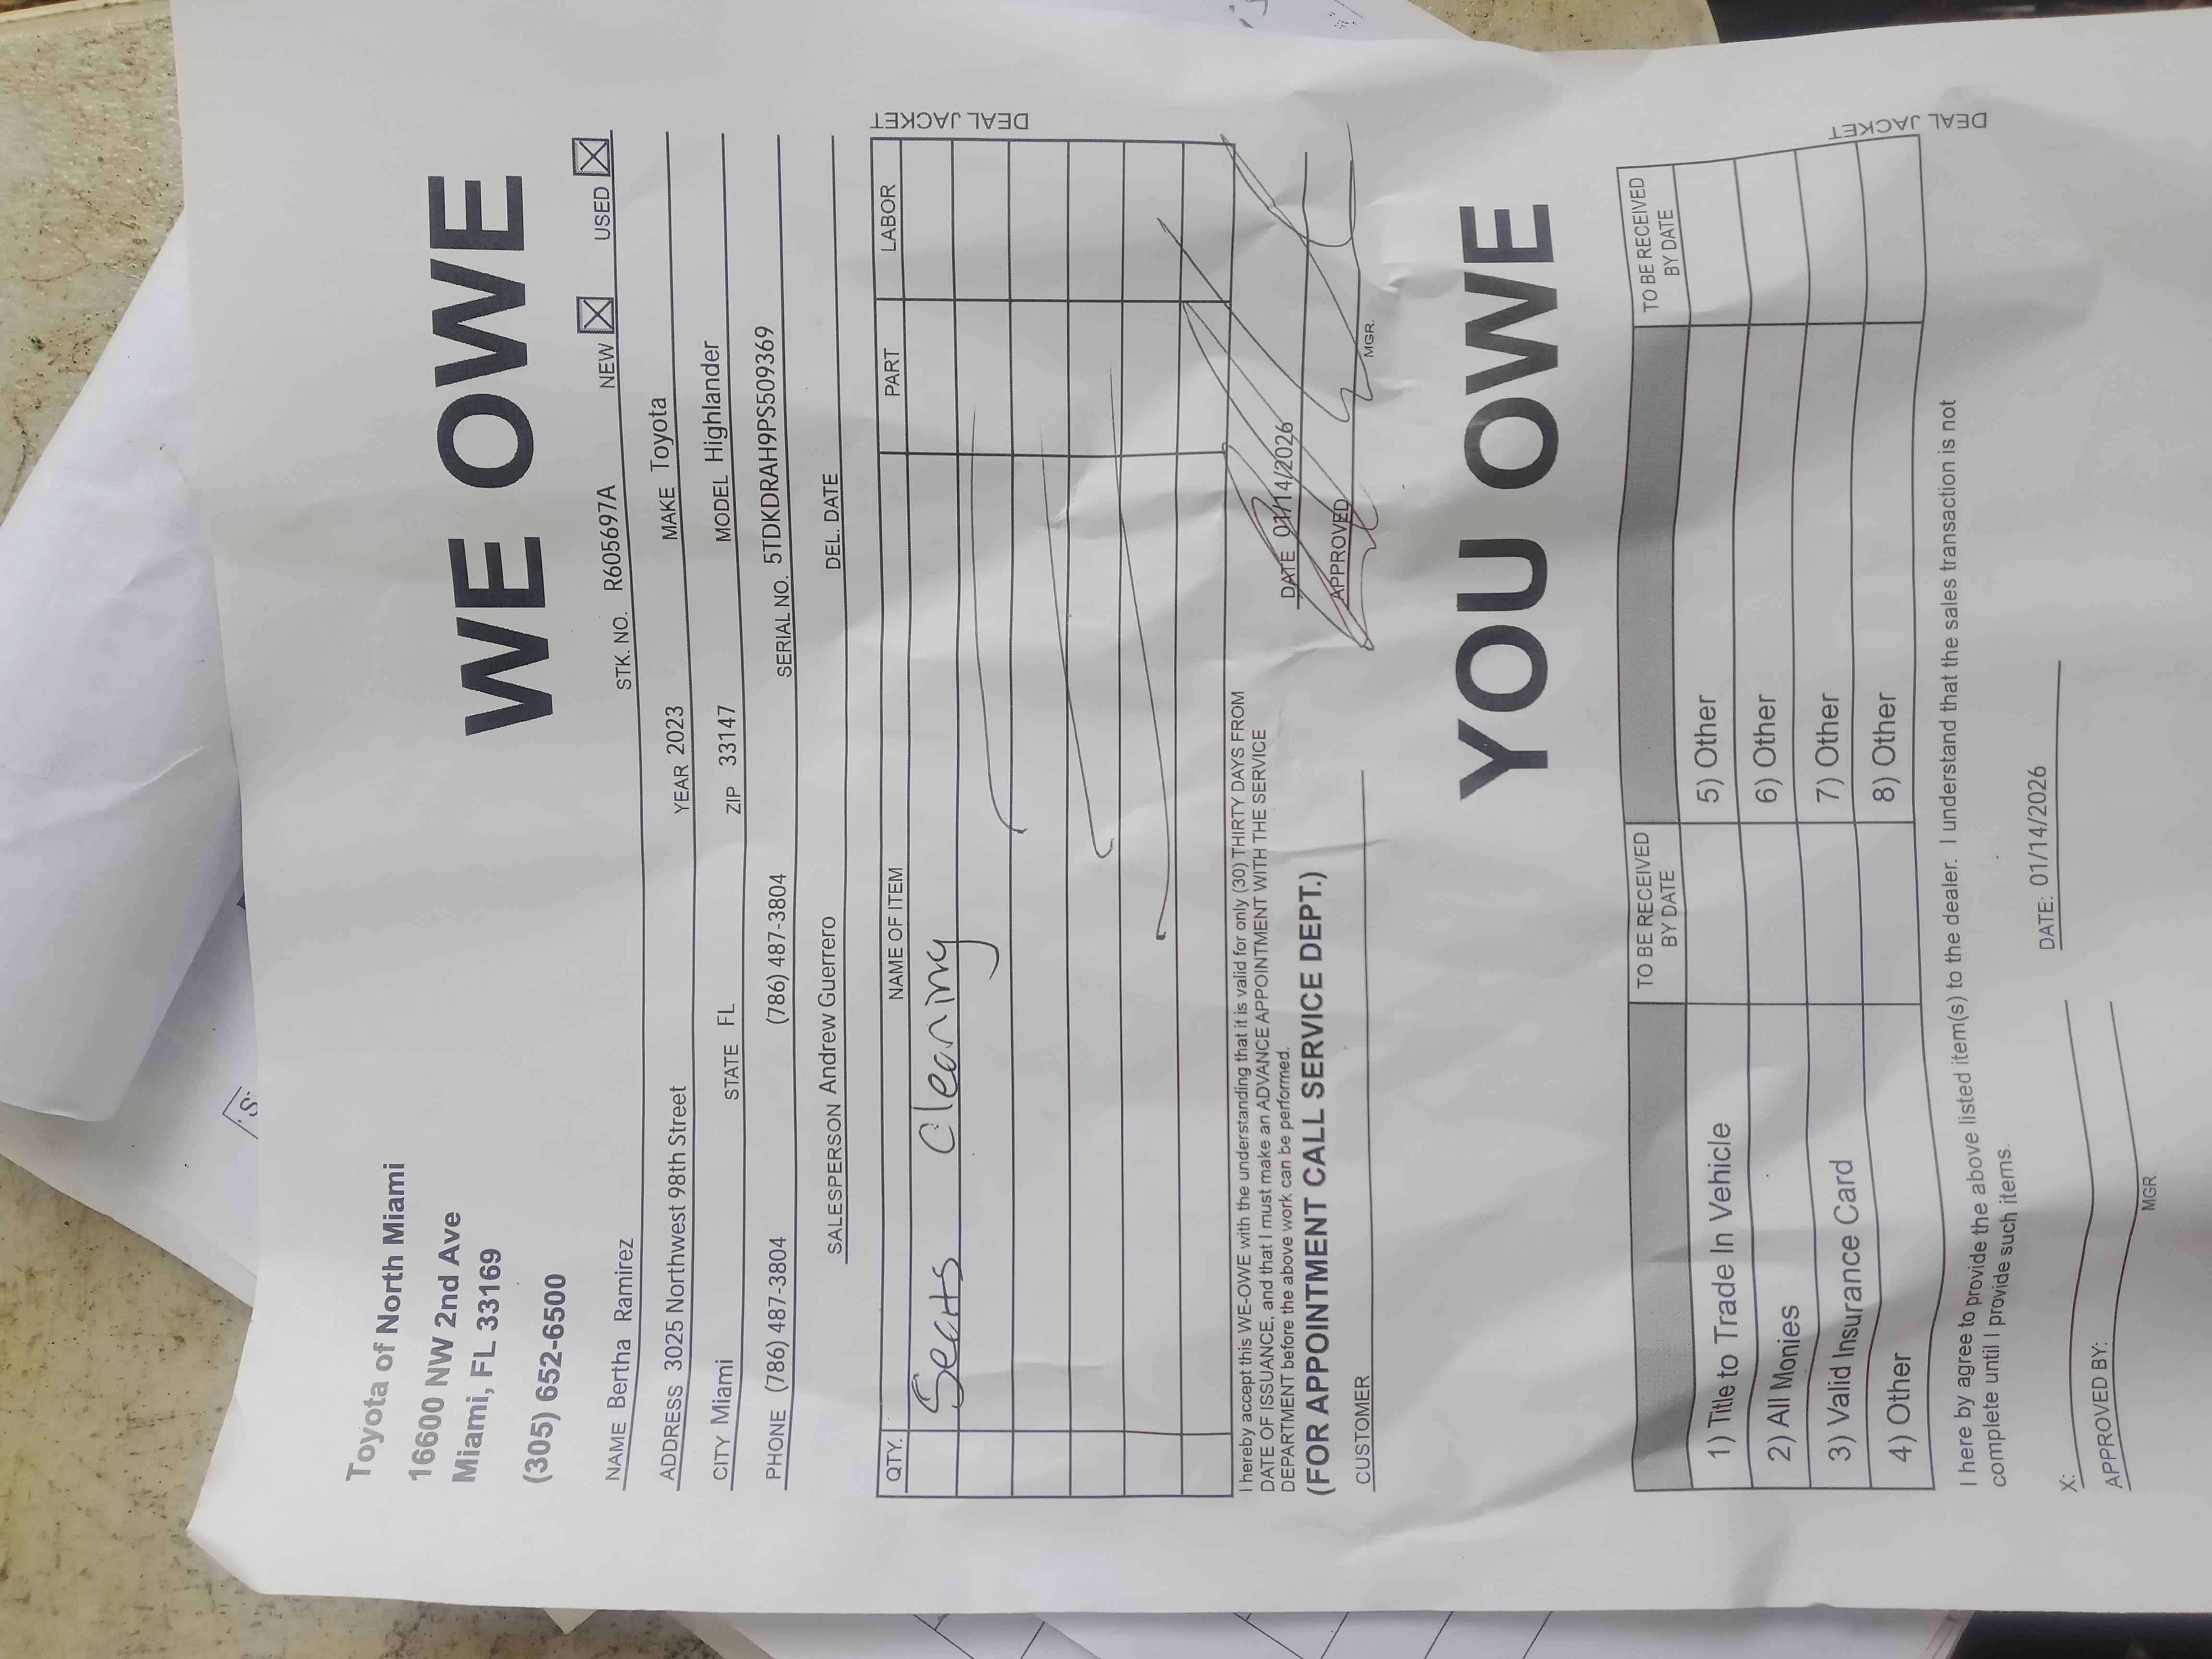 Toyota of North Miami
16600 NW 2nd Ave
Miami, FL 33169
(305) 652-6500
WE OWE
NAME Bertha Ramirez STK. NO. R605697A NEW ☒ USED ☒
ADDRESS 3025 Northwest 98th Street YEAR 2023 MAKE Toyota
CITY Miami STATE FL ZIP 33147 MODEL Highlander
PHONE (786) 487-3804 (786) 487-3804 SERIAL NO. 5TDKDRAH9PS509369
SALESPERSON Andrew Guerrero DEL. DATE
QTY. NAME OF ITEM PART LABOR
Seats Cleaning
DEAL JACKET
I hereby accept this WE-OWE with the understanding that it is valid for only (30) THIRTY DAYS FROM
DATE OF ISSUANCE, and that I must make an ADVANCE APPOINTMENT WITH THE SERVICE
DEPARTMENT before the above work can be performed.
(FOR APPOINTMENT CALL SERVICE DEPT.)
DATE 01/14/2026
CUSTOMER APPROVED
MGR.
YOU OWE
TO BE RECEIVED BY DATE TO BE RECEIVED BY DATE
1) Title to Trade In Vehicle 5) Other
2) All Monies 6) Other
3) Valid Insurance Card 7) Other
4) Other 8) Other
DEAL JACKET
I here by agree to provide the above listed item(s) to the dealer. I understand that the sales transaction is not
complete until I provide such items.
X: DATE: 01/14/2026
APPROVED BY:
MGR.